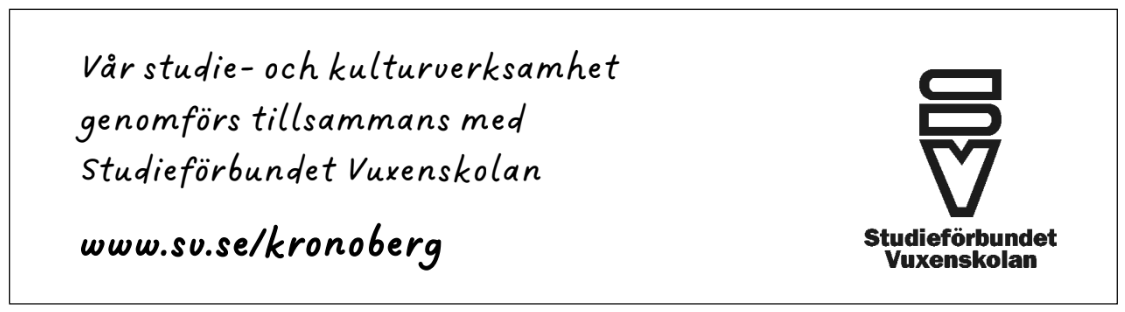 Vår studie- och kulturverksamhet
genomförs tillsammans med
Studieförbundet Vuxenskolan
www.sv.se/kronoberg
Studieförbundet
Vuxenskolan